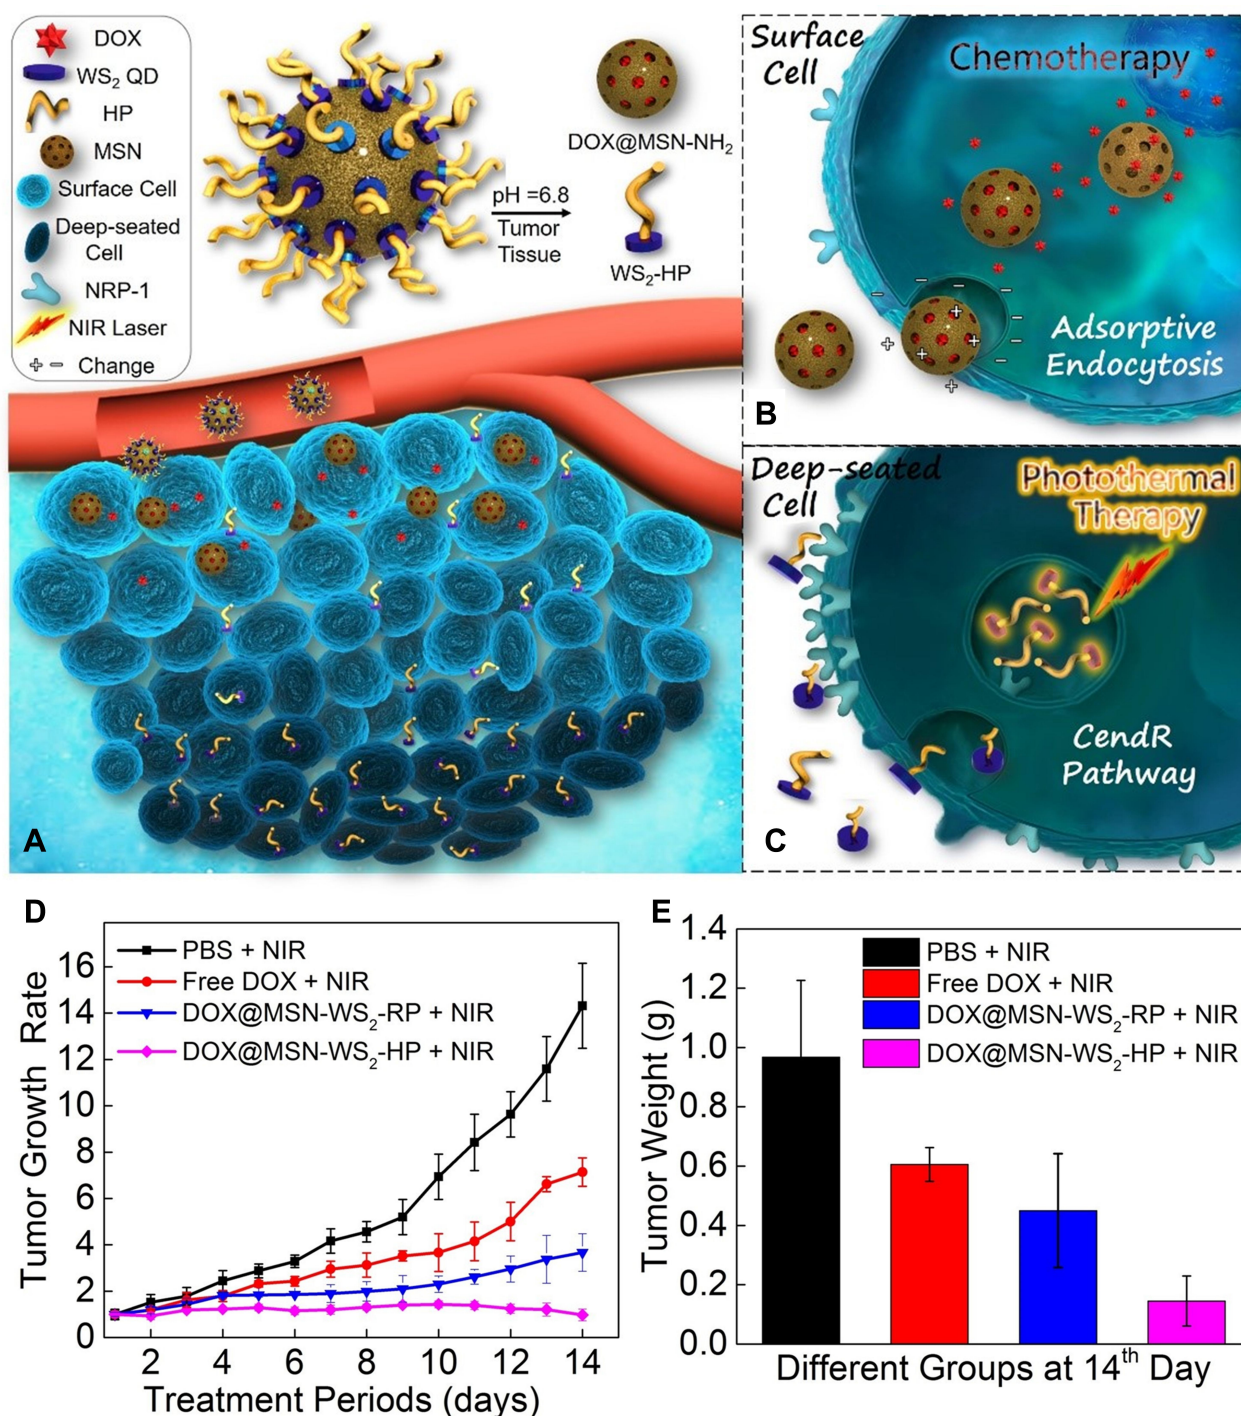 DOX
WS₂ QD
HP
MSN
Surface Cell
Deep-seated
Cell
NRP-1
NIR Laser
+ − Change
pH =6.8
Tumor
Tissue
DOX@MSN-NH₂
WS₂-HP
A
Surface
Cell
Chemotherapy
Adsorptive
Endocytosis
B
Deep-seated
Cell
Photothermal
Therapy
CendR
Pathway
C
D
Tumor Growth Rate
16
14
12
10
8
6
4
2
0
PBS + NIR
Free DOX + NIR
DOX@MSN-WS₂-RP + NIR
DOX@MSN-WS₂-HP + NIR
2 4 6 8 10 12 14
Treatment Periods (days)
E
Tumor Weight (g)
1.4
1.2
1.0
0.8
0.6
0.4
0.2
0.0
PBS + NIR
Free DOX + NIR
DOX@MSN-WS₂-RP + NIR
DOX@MSN-WS₂-HP + NIR
Different Groups at 14th Day